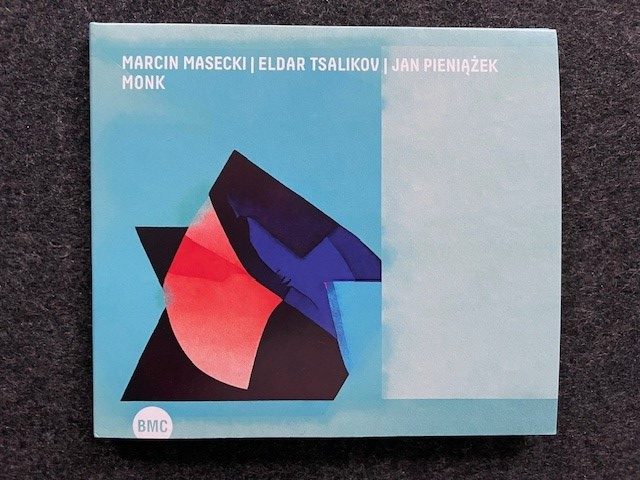 MARCIN MASECKI | ELDAR TSALIKOV | JAN PIENIĄŻEK
MONK
BMC